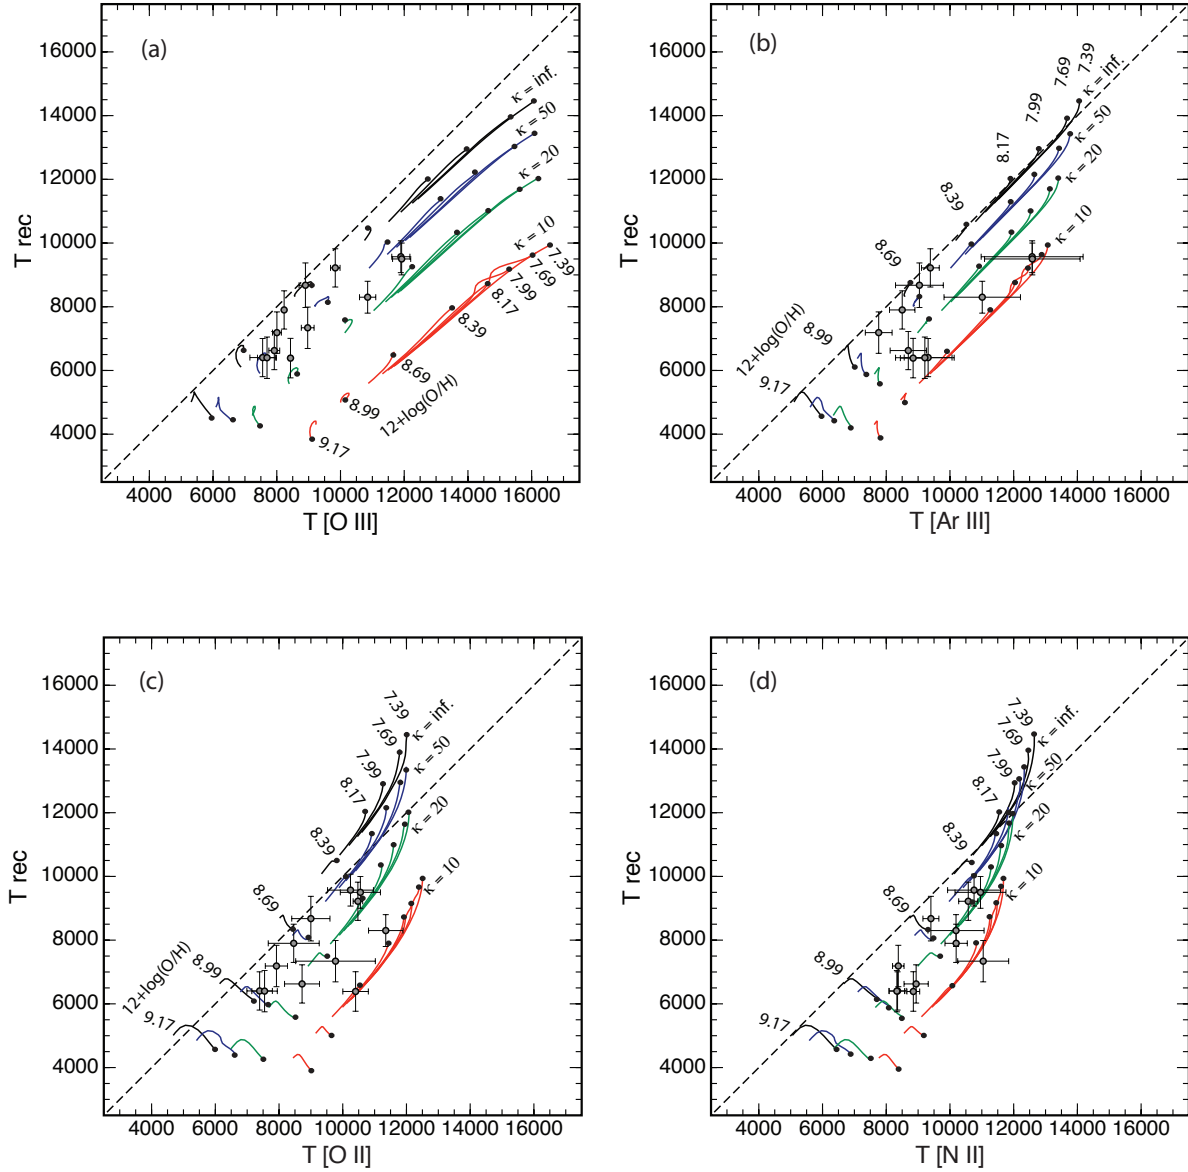 (a)
16000
14000
12000
10000
8000
6000
4000
T rec
κ = inf.
κ = 50
κ = 20
κ = 10
7.39
7.69
7.99
8.17
8.39
8.69
8.99
9.17
12+log(O/H)
4000 6000 8000 10000 12000 14000 16000
T [O III]
(b)
16000
14000
12000
10000
8000
6000
4000
T rec
7.39
7.69
7.99
8.17
8.39
8.69
8.99
9.17
12+log(O/H)
κ = inf.
κ = 50
κ = 20
κ = 10
4000 6000 8000 10000 12000 14000 16000
T [Ar III]
(c)
16000
14000
12000
10000
8000
6000
4000
T rec
7.39
7.69
7.99
8.17
8.39
8.69
8.99
9.17
12+log(O/H)
κ = inf.
κ = 50
κ = 20
κ = 10
4000 6000 8000 10000 12000 14000 16000
T [O II]
(d)
16000
14000
12000
10000
8000
6000
4000
T rec
7.39
7.69
7.99
8.17
8.39
8.69
8.99
9.17
κ = inf.
κ = 50
κ = 20
κ = 10
4000 6000 8000 10000 12000 14000 16000
T [N II]